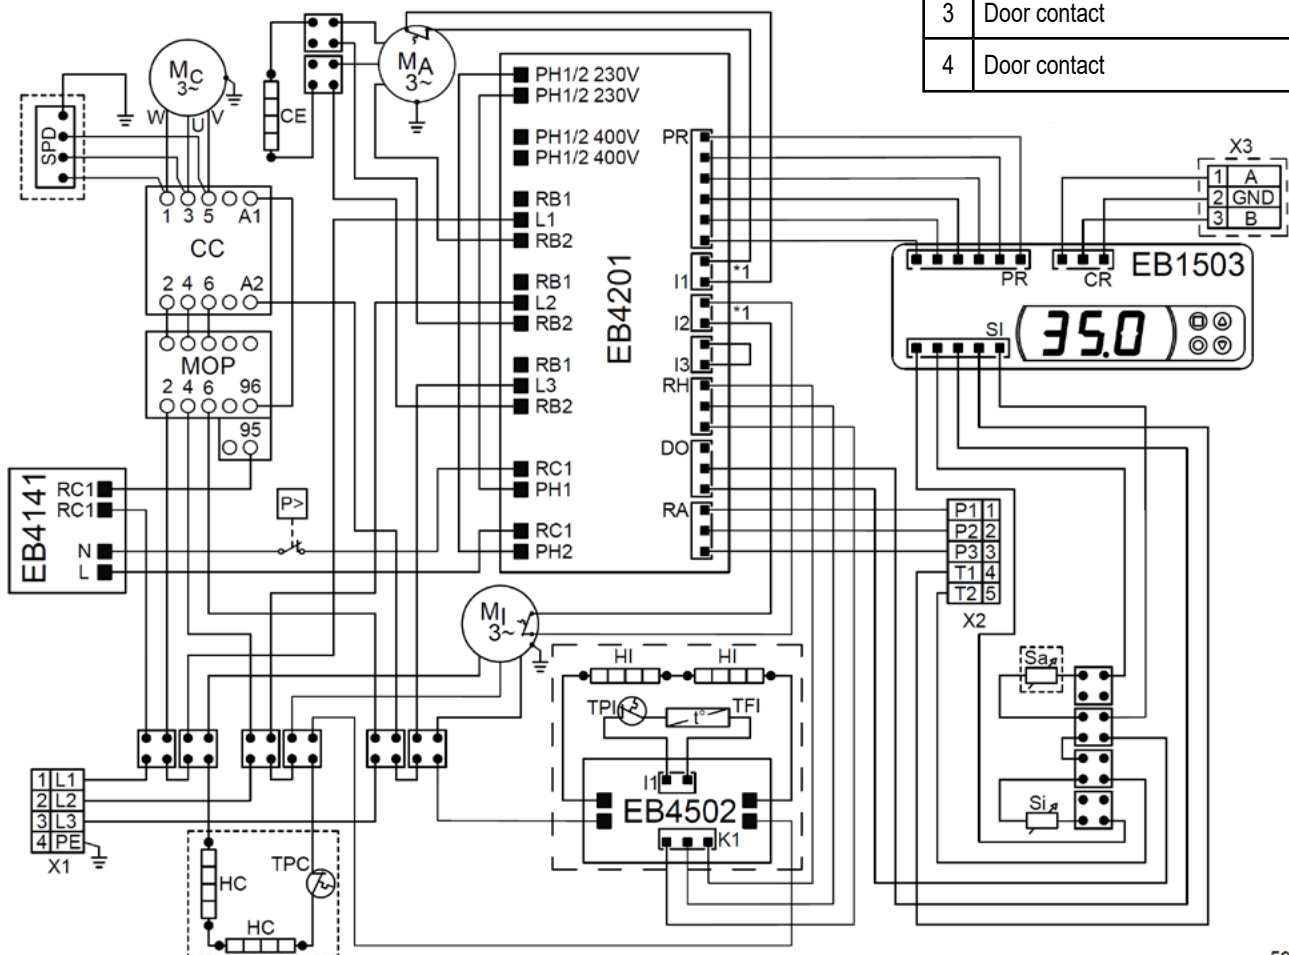 3 Door contact
4 Door contact
MC
3~
W
U
V
SPD
1 3 5 A1
CC
2 4 6 A2
MOP
2 4 6 96
95
CE
MA
3~
EB4201
PH1/2 230V
PH1/2 230V
PH1/2 400V
PH1/2 400V
RB1
L1
RB2
RB1
L2
RB2
RB1
L3
RB2
RC1
PH1
RC1
PH2
PR
I1
*1
I2
*1
I3
RH
DO
RA
X3
1 A
2 GND
3 B
EB1503
PR
CR
SI
35.0
EB4141
RC1
RC1
N
L
P>
P1 1
P2 2
P3 3
T1 4
T2 5
X2
MI
3~
HI
HI
TPI
t°
TFI
I1
EB4502
K1
Sa
Si
1 L1
2 L2
3 L3
4 PE
X1
HC
TPC
HC